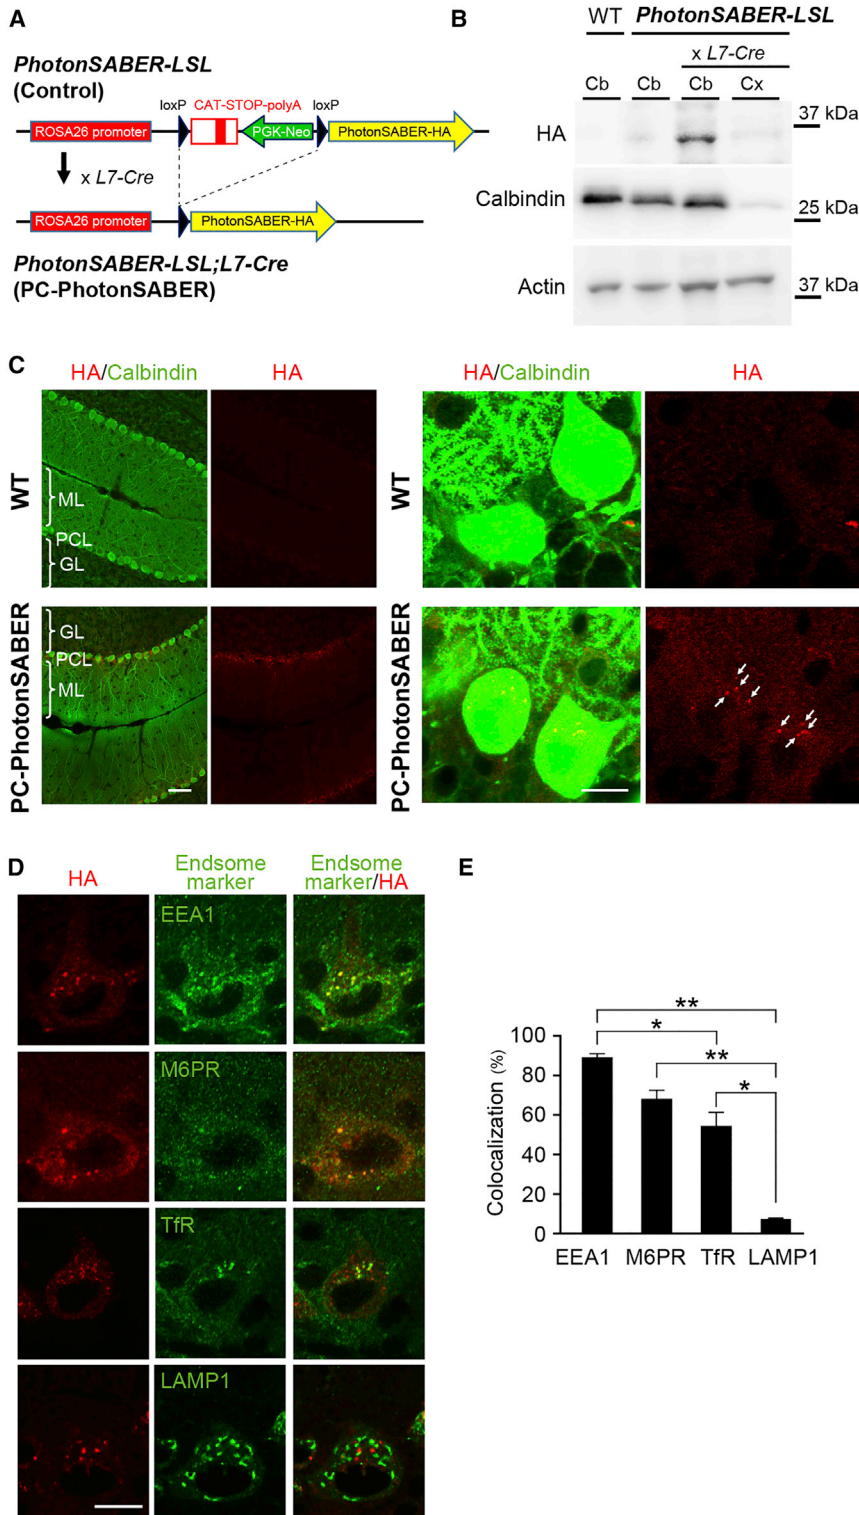 A
PhotonSABER-LSL
(Control)
loxP
CAT-STOP-polyA
loxP
ROSA26 promoter
PGK-Neo
PhotonSABER-HA
x L7-Cre
ROSA26 promoter
PhotonSABER-HA
PhotonSABER-LSL;L7-Cre
(PC-PhotonSABER)
B
WT
PhotonSABER-LSL
x L7-Cre
Cb
Cb
Cb
Cx
HA
37 kDa
Calbindin
25 kDa
Actin
37 kDa
C
HA/Calbindin
HA
HA/Calbindin
HA
WT
ML
PCL
GL
WT
PC-PhotonSABER
GL
PCL
ML
PC-PhotonSABER
D
HA
Endsome
marker
Endsome
marker/HA
EEA1
M6PR
TfR
LAMP1
E
**
*
**
*
Colocalization (%)
100
80
60
40
20
0
EEA1
M6PR
TfR
LAMP1